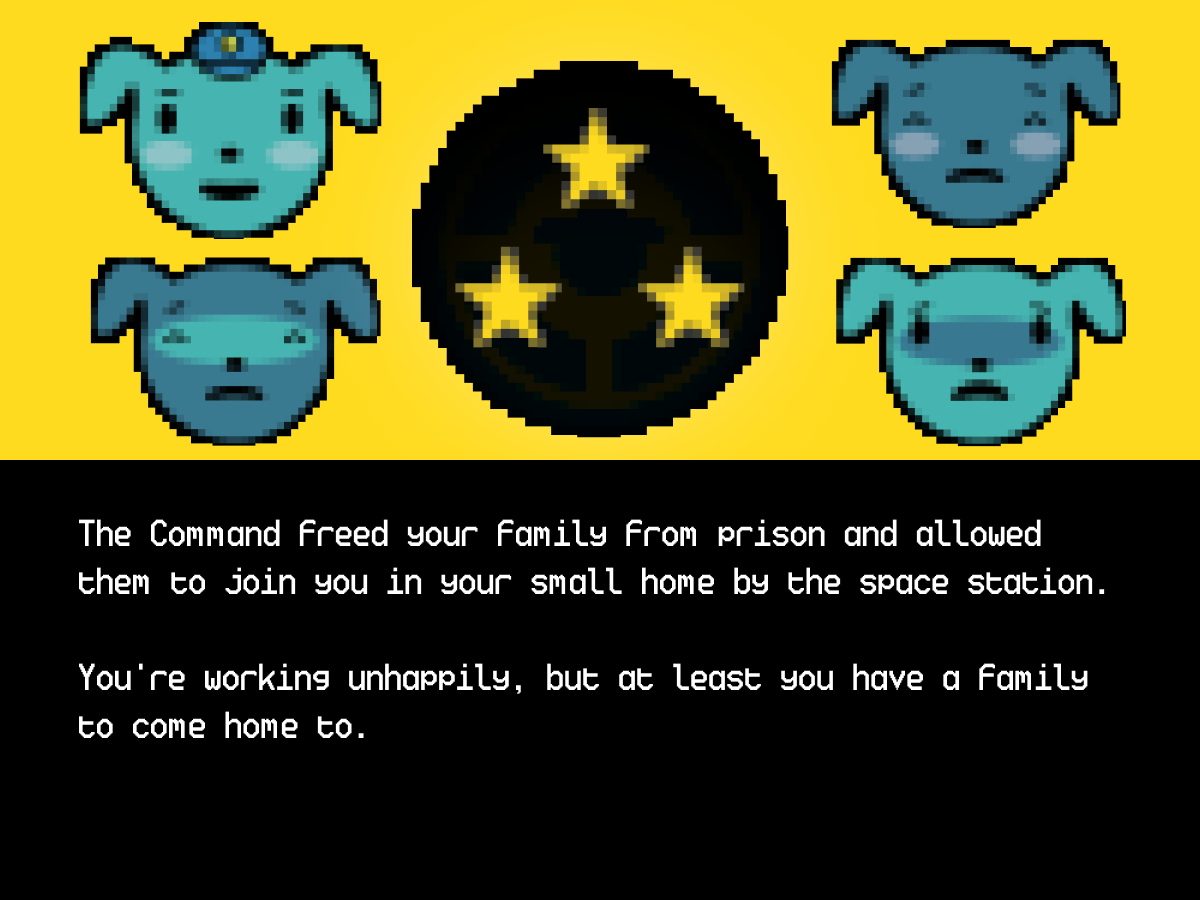 The Command freed your family from prison and allowed
them to join you in your small home by the space station.
You're working unhappily, but at least you have a family
to come home to.